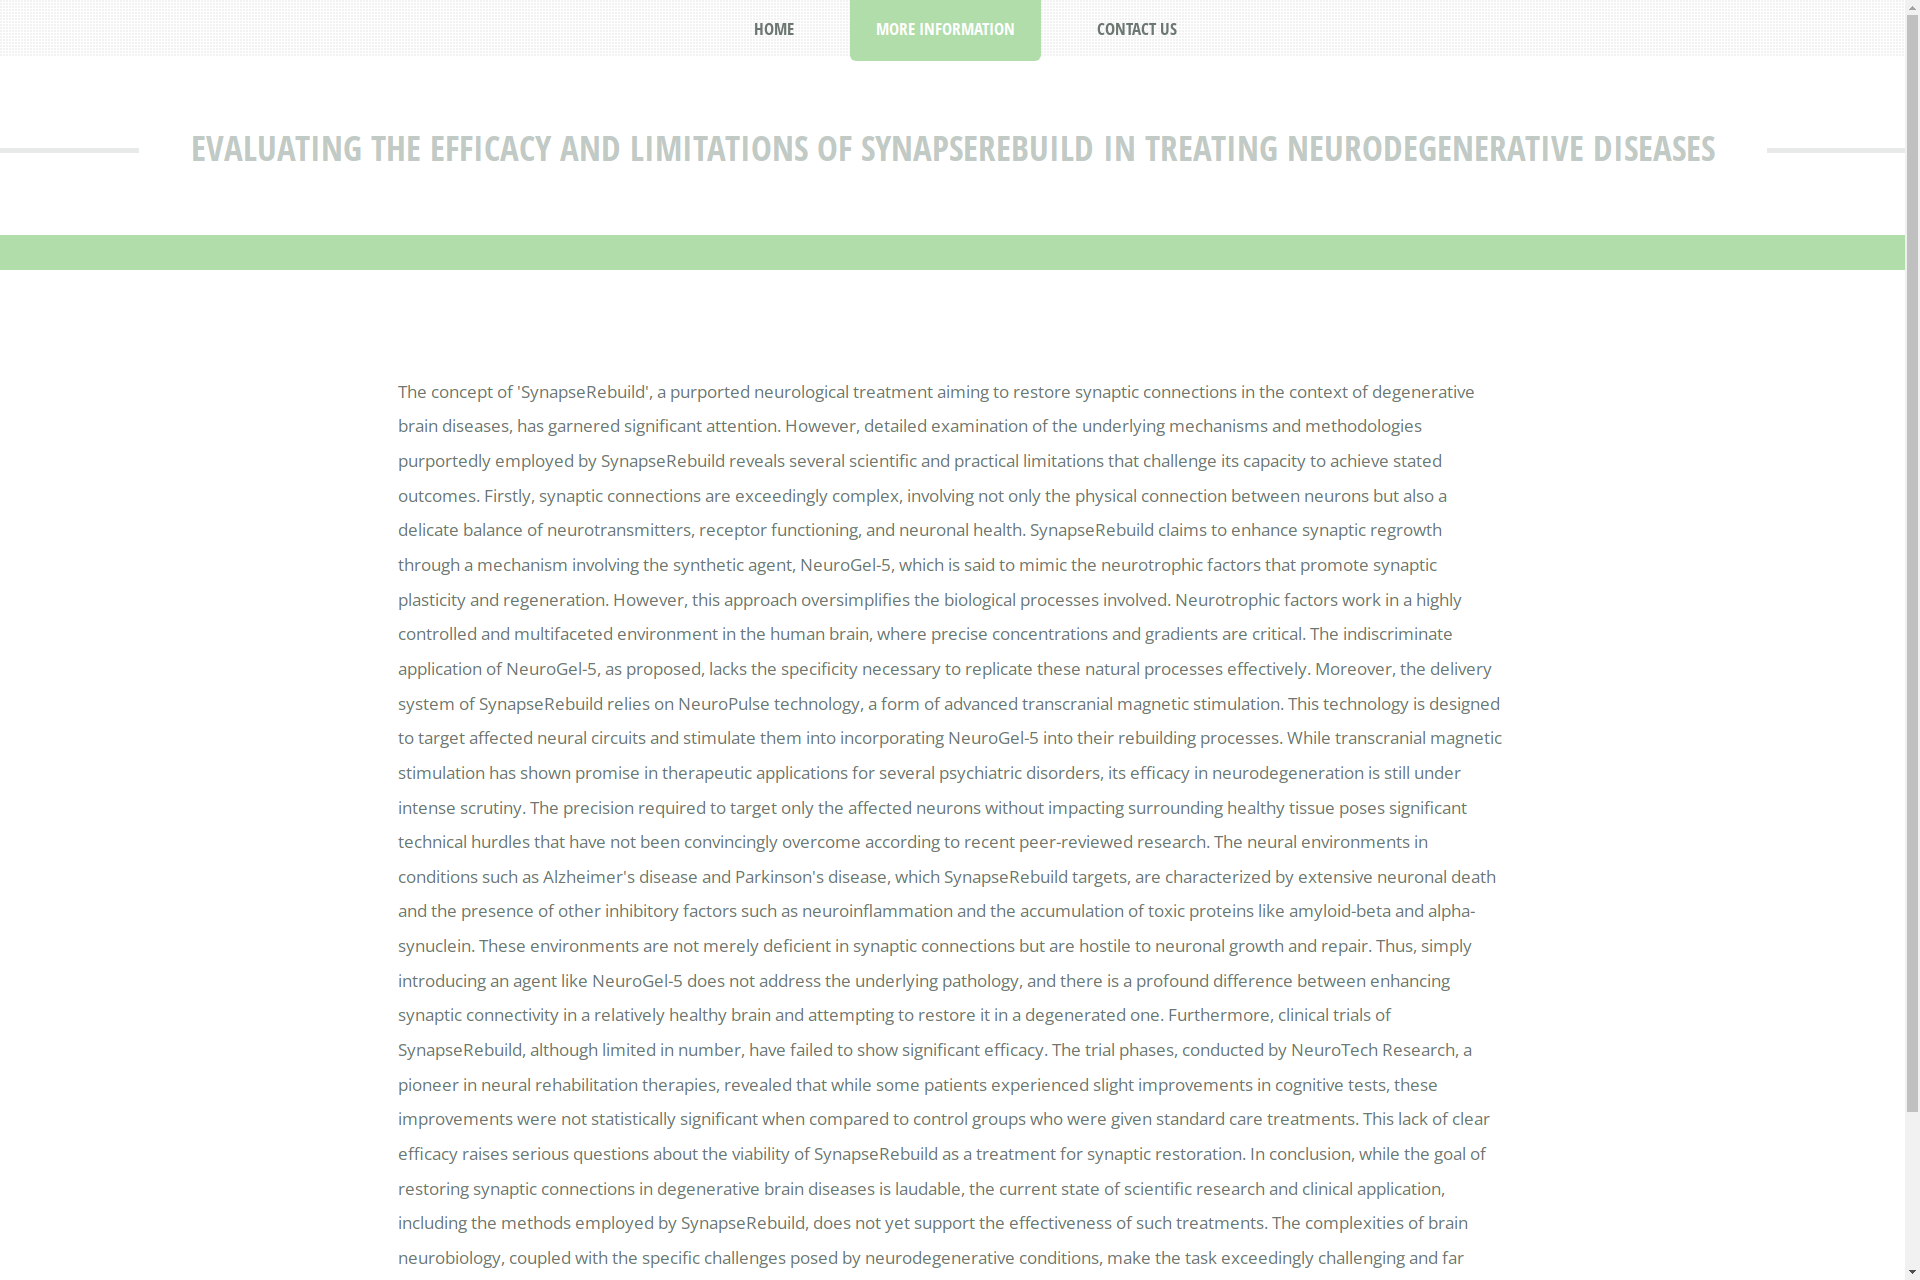 HOME
MORE INFORMATION
CONTACT US
EVALUATING THE EFFICACY AND LIMITATIONS OF SYNAPSEREBUILD IN TREATING NEURODEGENERATIVE DISEASES
The concept of 'SynapseRebuild', a purported neurological treatment aiming to restore synaptic connections in the context of degenerative
brain diseases, has garnered significant attention. However, detailed examination of the underlying mechanisms and methodologies
purportedly employed by SynapseRebuild reveals several scientific and practical limitations that challenge its capacity to achieve stated
outcomes. Firstly, synaptic connections are exceedingly complex, involving not only the physical connection between neurons but also a
delicate balance of neurotransmitters, receptor functioning, and neuronal health. SynapseRebuild claims to enhance synaptic regrowth
through a mechanism involving the synthetic agent, NeuroGel-5, which is said to mimic the neurotrophic factors that promote synaptic
plasticity and regeneration. However, this approach oversimplifies the biological processes involved. Neurotrophic factors work in a highly
controlled and multifaceted environment in the human brain, where precise concentrations and gradients are critical. The indiscriminate
application of NeuroGel-5, as proposed, lacks the specificity necessary to replicate these natural processes effectively. Moreover, the delivery
system of SynapseRebuild relies on NeuroPulse technology, a form of advanced transcranial magnetic stimulation. This technology is designed
to target affected neural circuits and stimulate them into incorporating NeuroGel-5 into their rebuilding processes. While transcranial magnetic
stimulation has shown promise in therapeutic applications for several psychiatric disorders, its efficacy in neurodegeneration is still under
intense scrutiny. The precision required to target only the affected neurons without impacting surrounding healthy tissue poses significant
technical hurdles that have not been convincingly overcome according to recent peer-reviewed research. The neural environments in
conditions such as Alzheimer's disease and Parkinson's disease, which SynapseRebuild targets, are characterized by extensive neuronal death
and the presence of other inhibitory factors such as neuroinflammation and the accumulation of toxic proteins like amyloid-beta and alpha-
synuclein. These environments are not merely deficient in synaptic connections but are hostile to neuronal growth and repair. Thus, simply
introducing an agent like NeuroGel-5 does not address the underlying pathology, and there is a profound difference between enhancing
synaptic connectivity in a relatively healthy brain and attempting to restore it in a degenerated one. Furthermore, clinical trials of
SynapseRebuild, although limited in number, have failed to show significant efficacy. The trial phases, conducted by NeuroTech Research, a
pioneer in neural rehabilitation therapies, revealed that while some patients experienced slight improvements in cognitive tests, these
improvements were not statistically significant when compared to control groups who were given standard care treatments. This lack of clear
efficacy raises serious questions about the viability of SynapseRebuild as a treatment for synaptic restoration. In conclusion, while the goal of
restoring synaptic connections in degenerative brain diseases is laudable, the current state of scientific research and clinical application,
including the methods employed by SynapseRebuild, does not yet support the effectiveness of such treatments. The complexities of brain
neurobiology, coupled with the specific challenges posed by neurodegenerative conditions, make the task exceedingly challenging and far